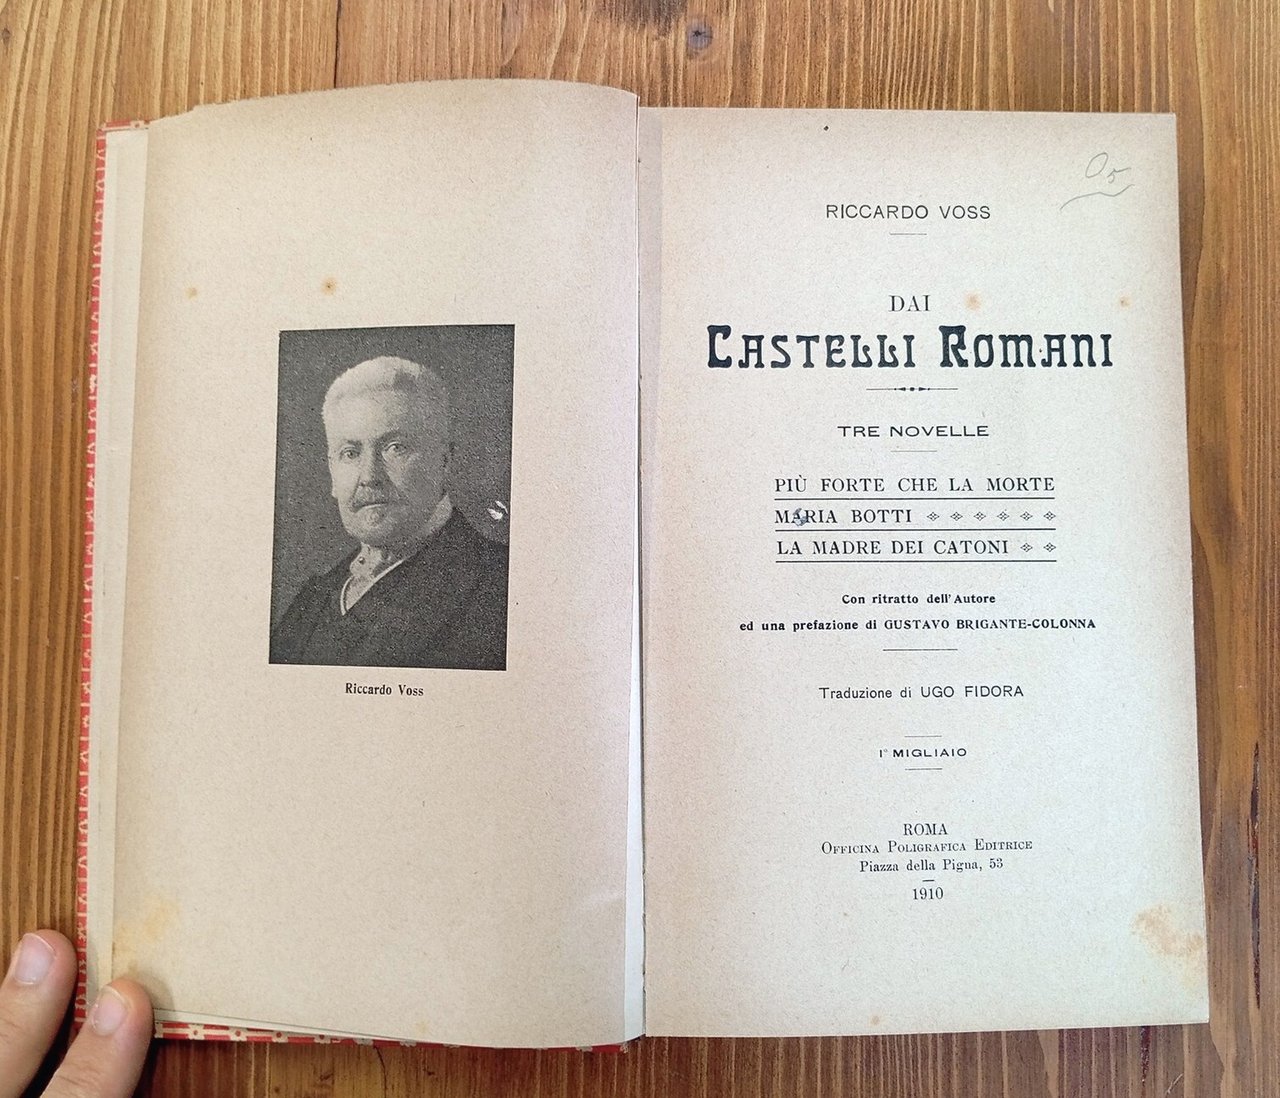 Riccardo Voss
RICCARDO VOSS
DAI
CASTELLI ROMANI
TRE NOVELLE
PIÙ FORTE CHE LA MORTE
MARIA BOTTI
LA MADRE DEI CATONI
Con ritratto dell'Autore
ed una prefazione di GUSTAVO BRIGANTE-COLONNA
Traduzione di UGO FIDORA
1° MIGLIAIO
ROMA
OFFICINA POLIGRAFICA EDITRICE
Piazza della Pigna, 53
1910